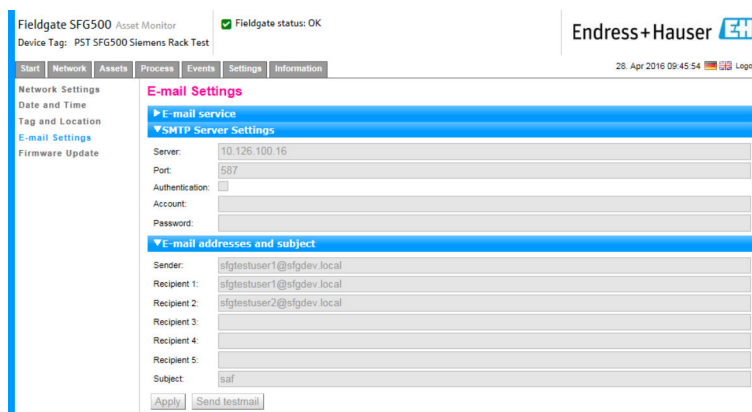 Fieldgate SFG500 Asset Monitor
Fieldgate status: OK
Device Tag: PST SFG500 Siemens Rack Test
Endress+Hauser EH
Start Network Assets Process Events Settings Information
28. Apr 2016 09:45:54 Logo
Network Settings
Date and Time
Tag and Location
E-mail Settings
Firmware Update
E-mail Settings
►E-mail service
▼SMTP Server Settings
Server: 10.126.100.16
Port: 587
Authentication:
Account:
Password:
▼E-mail addresses and subject
Sender: sfgtestuser1@sfgdev.local
Recipient 1: sfgtestuser1@sfgdev.local
Recipient 2: sfgtestuser2@sfgdev.local
Recipient 3:
Recipient 4:
Recipient 5:
Subject: saf
Apply Send testmail